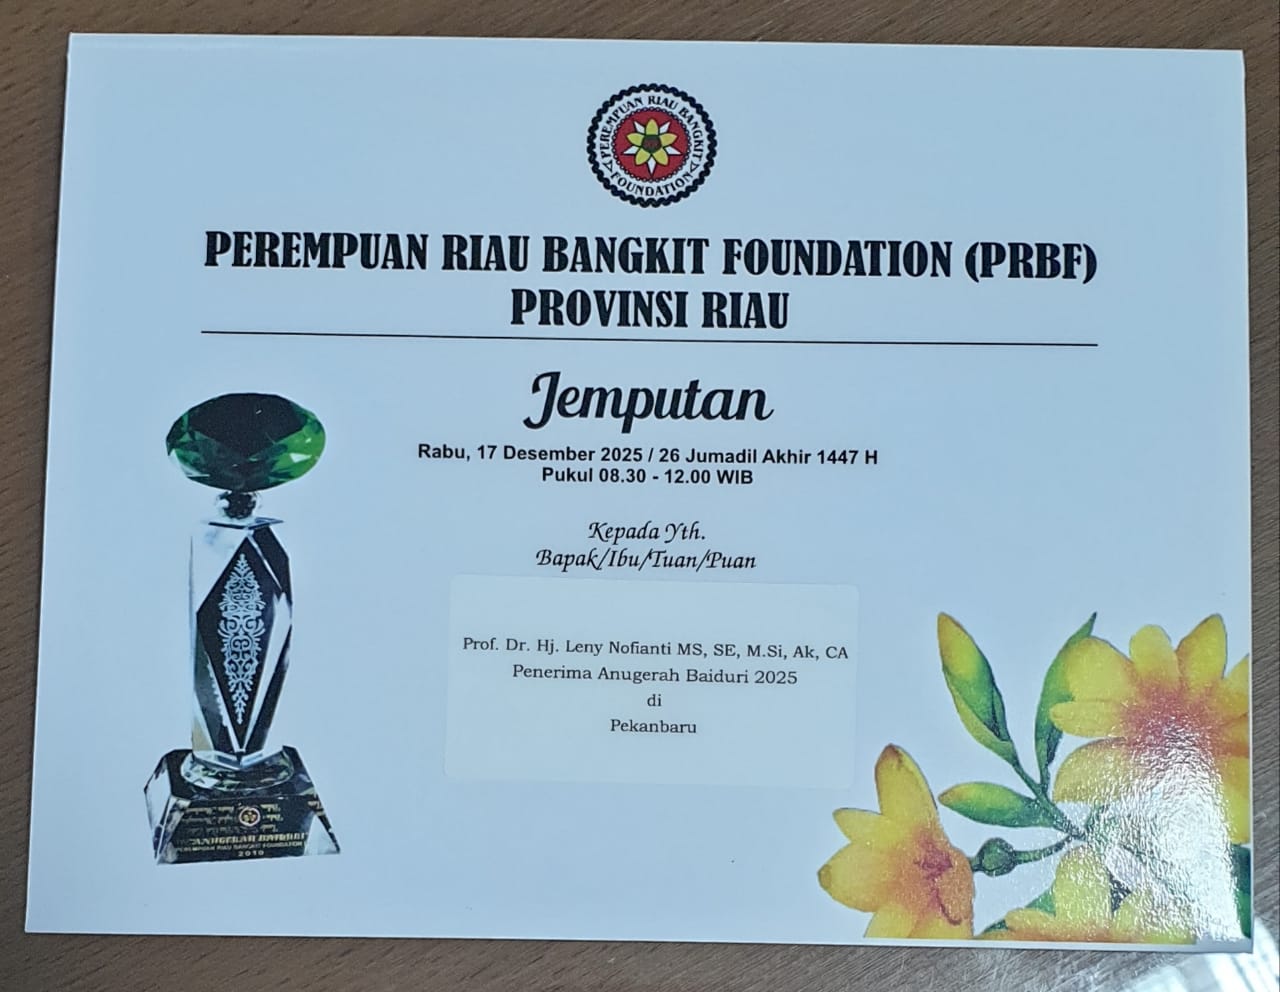 PEREMPUAN RIAU BANGKIT
FOUNDATION
PEREMPUAN RIAU BANGKIT FOUNDATION (PRBF)
PROVINSI RIAU
Jemputan
Rabu, 17 Desember 2025 / 26 Jumadil Akhir 1447 H
Pukul 08.30 - 12.00 WIB
Kepada Yth.
Bapak/Ibu/Tuan/Puan
Prof. Dr. Hj. Leny Nofianti MS, SE, M.Si, Ak, CA
Penerima Anugerah Baiduri 2025
di
Pekanbaru
ANUGERAH BAIDURI
PEREMPUAN RIAU BANGKIT FOUNDATION